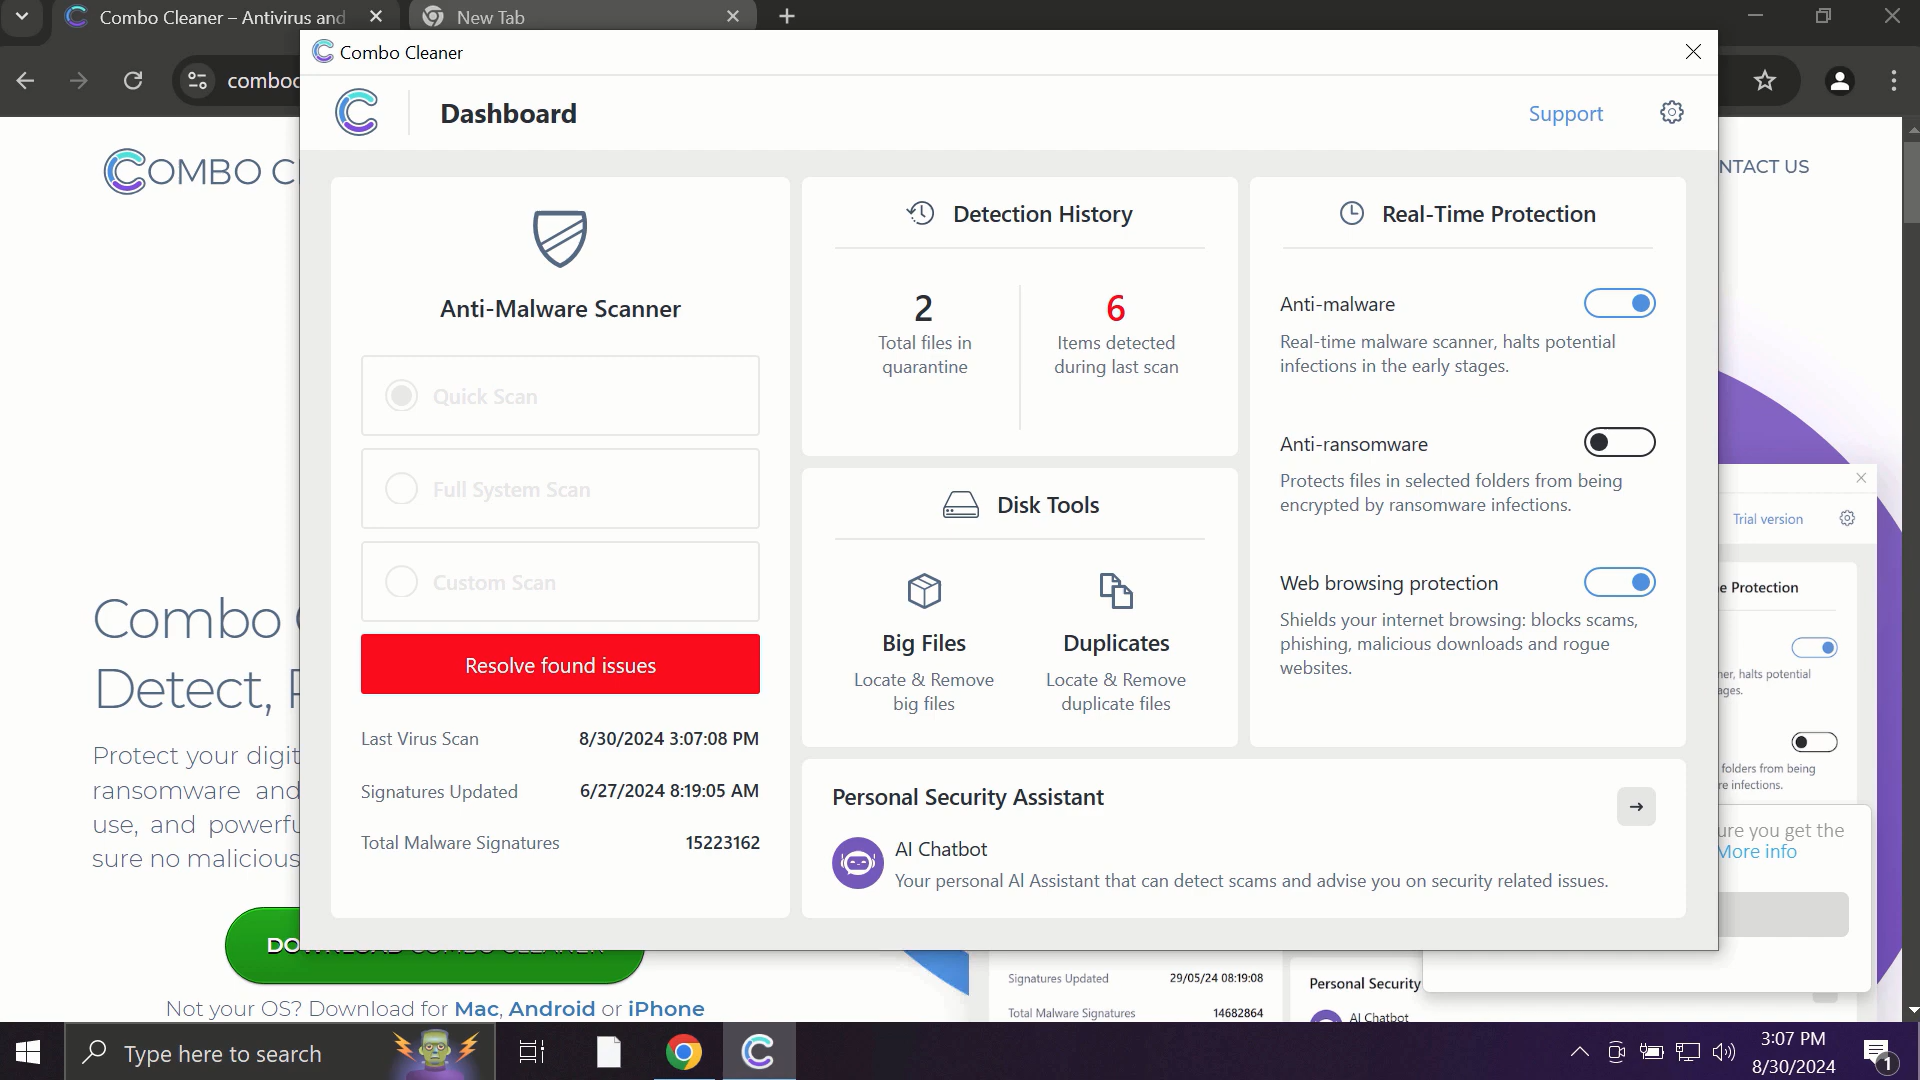 Combo Cleaner – Antivirus and
New Tab
Combo Cleaner
Dashboard
Support
OMBO C
NTACT US
Anti-Malware Scanner
Quick Scan
Full System Scan
Custom Scan
Resolve found issues
Last Virus Scan 8/30/2024 3:07:08 PM
Signatures Updated 6/27/2024 8:19:05 AM
Total Malware Signatures 15223162
Detection History
2
Total files in
quarantine
6
Items detected
during last scan
Disk Tools
Big Files
Locate & Remove
big files
Duplicates
Locate & Remove
duplicate files
Real-Time Protection
Anti-malware
Real-time malware scanner, halts potential
infections in the early stages.
Anti-ransomware
Protects files in selected folders from being
encrypted by ransomware infections.
Web browsing protection
Shields your internet browsing: blocks scams,
phishing, malicious downloads and rogue
websites.
Personal Security Assistant
AI Chatbot
Your personal AI Assistant that can detect scams and advise you on security related issues.
Combo
Detect,
Protect your digit
ransomware and
use, and powerfu
sure no malicious
DOWNLOAD COMBO CLEANER
Not your OS? Download for Mac, Android or iPhone
Trial version
e Protection
ner, halts potential
ages.
folders from being
re infections.
ure you get the
More info
Signatures Updated 29/05/24 08:19:08
Total Malware Signatures 14682864
Personal Security
AI Chatbot
Type here to search
3:07 PM
8/30/2024
1